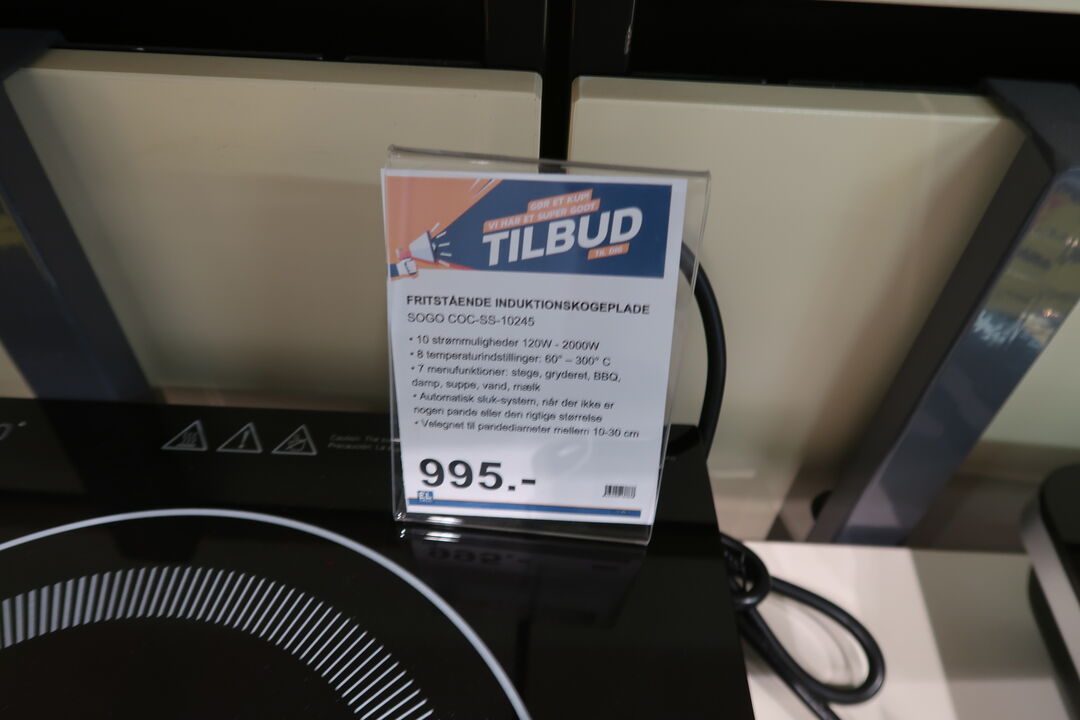 GØR ET KUP!
VI HAR ET SUPER GODT
TILBUD
TIL DIG
FRITSTÅENDE INDUKTIONSKOGEPLADE
SOGO COC-SS-10245
• 10 strømmuligheder 120W - 2000W
• 8 temperaturindstillinger: 60° – 300° C
• 7 menufunktioner: stege, gryderet, BBQ,
damp, suppe, vand, mælk
• Automatisk sluk-system, når der ikke er
nogen pande eller den rigtige størrelse
• Velegnet til pandediameter mellem 10-30 cm
995.-
EL